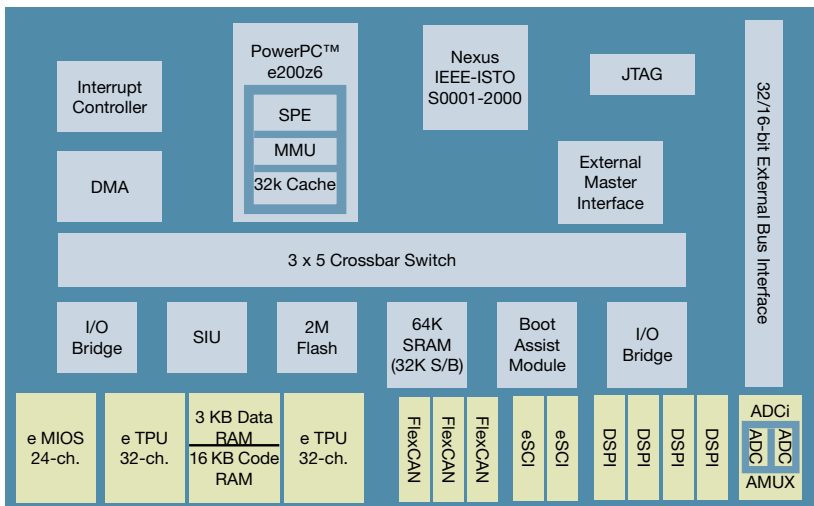 PowerPC™
e200z6
SPE
MMU
32k Cache
Nexus
IEEE-ISTO
S0001-2000
JTAG
32/16-bit External Bus Interface
Interrupt
Controller
DMA
External
Master
Interface
3 x 5 Crossbar Switch
I/O
Bridge
SIU
2M
Flash
64K
SRAM
(32K S/B)
Boot
Assist
Module
I/O
Bridge
e MIOS
24-ch.
e TPU
32-ch.
3 KB Data
RAM
16 KB Code
RAM
e TPU
32-ch.
FlexCAN
FlexCAN
FlexCAN
eSCI
eSCI
DSPI
DSPI
DSPI
DSPI
ADCi
ADC
ADC
AMUX